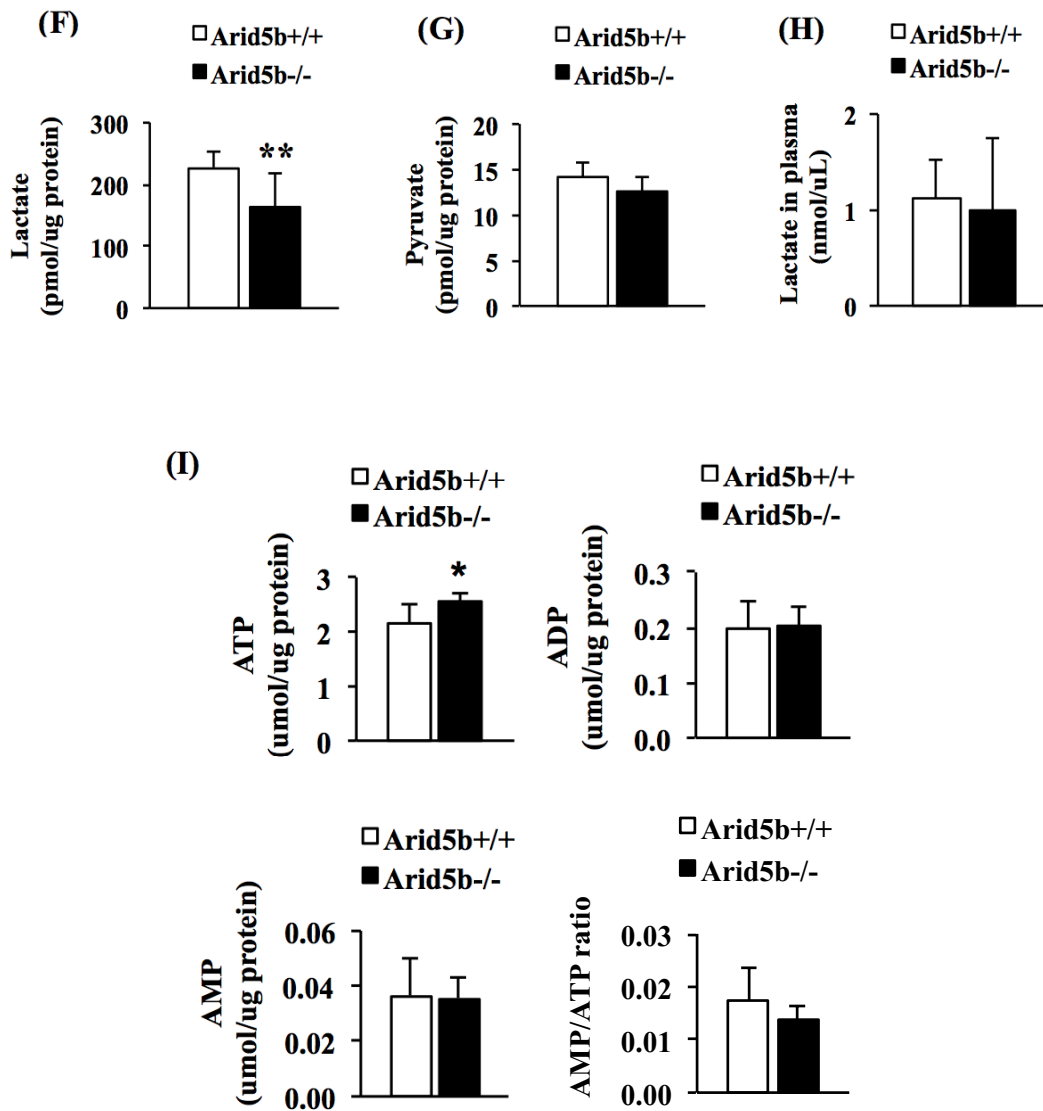 (F)
Arid5b+/+
Arid5b-/-
Lactate
(pmol/ug protein)
300
200
100
0
**
(G)
Arid5b+/+
Arid5b-/-
Pyruvate
(pmol/ug protein)
20
15
10
5
0
(H)
Arid5b+/+
Arid5b-/-
Lactate in plasma
(nmol/uL)
2
1
0
(I)
Arid5b+/+
Arid5b-/-
ATP
(umol/ug protein)
3
2
1
0
*
Arid5b+/+
Arid5b-/-
ADP
(umol/ug protein)
0.3
0.2
0.1
0.0
Arid5b+/+
Arid5b-/-
AMP
(umol/ug protein)
0.06
0.04
0.02
0.00
Arid5b+/+
Arid5b-/-
AMP/ATP ratio
0.03
0.02
0.01
0.00